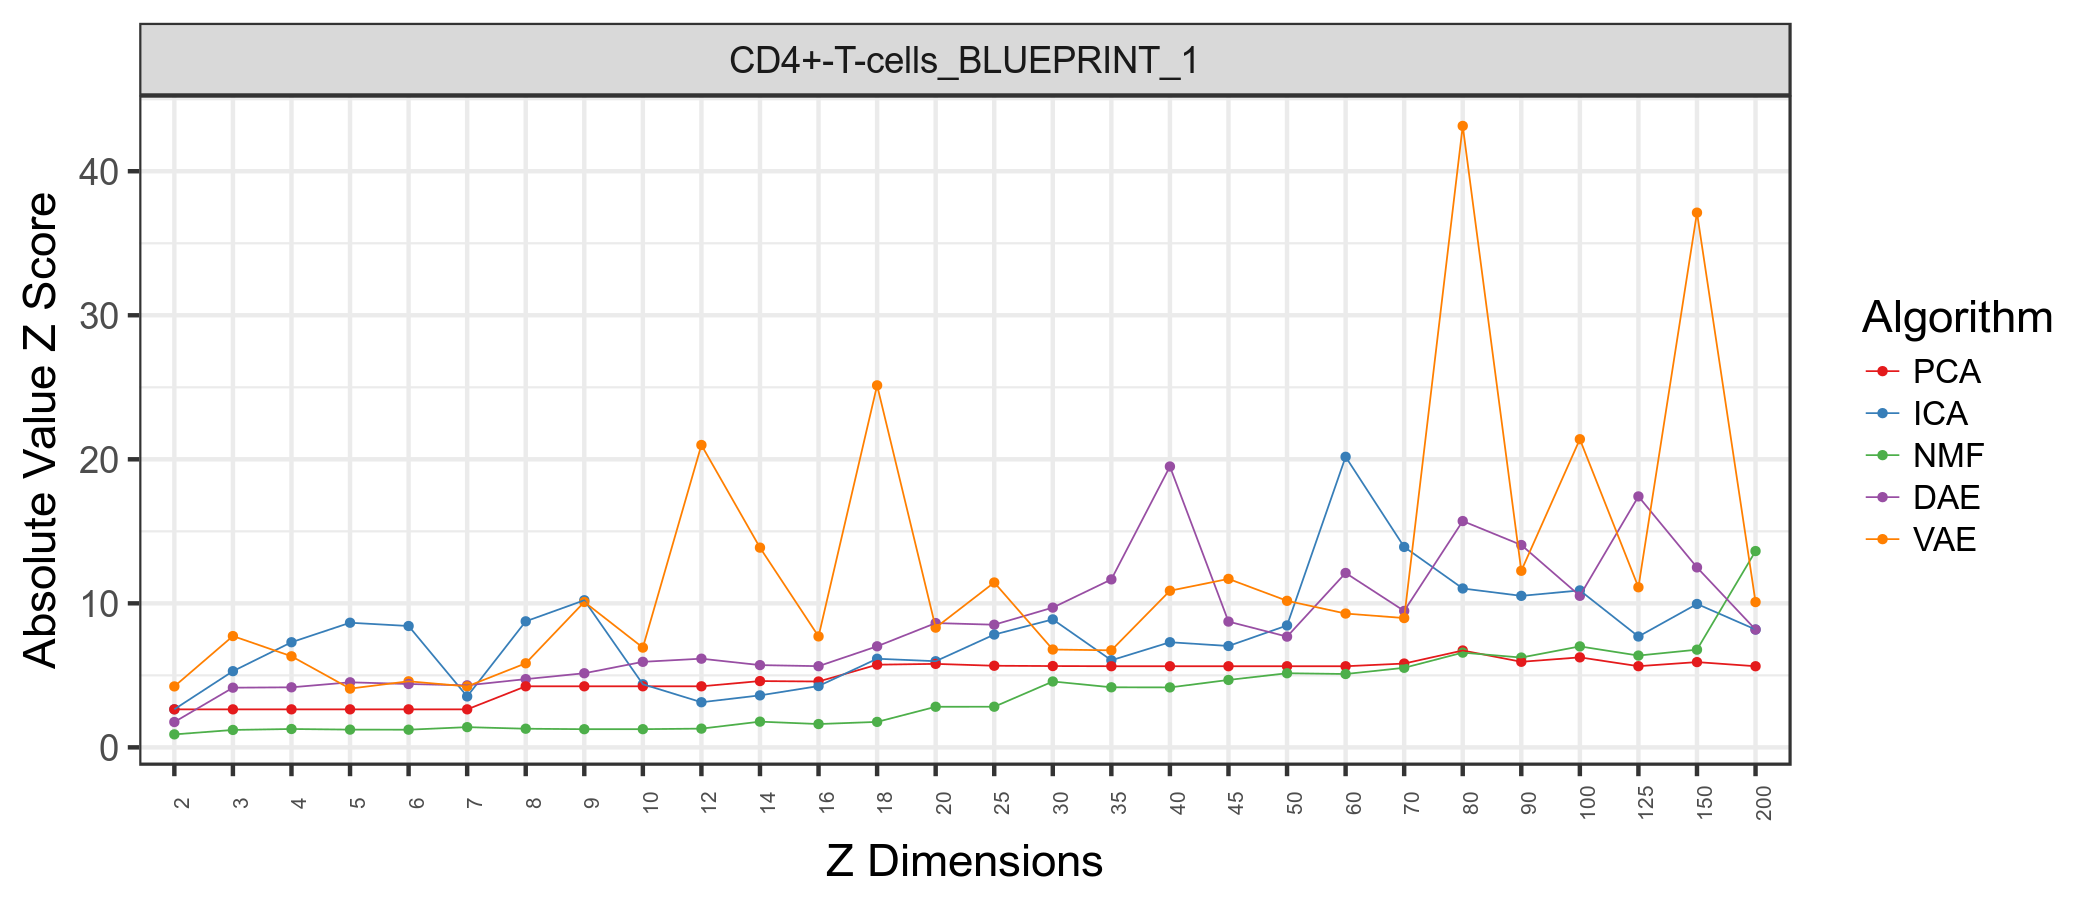 CD4+-T-cells_BLUEPRINT_1
Absolute Value Z Score
40
30
20
10
0
2 3 4 5 6 7 8 9 10 12 14 16 18 20 25 30 35 40 45 50 60 70 80 90 100 125 150 200
Z Dimensions
Algorithm
PCA
ICA
NMF
DAE
VAE